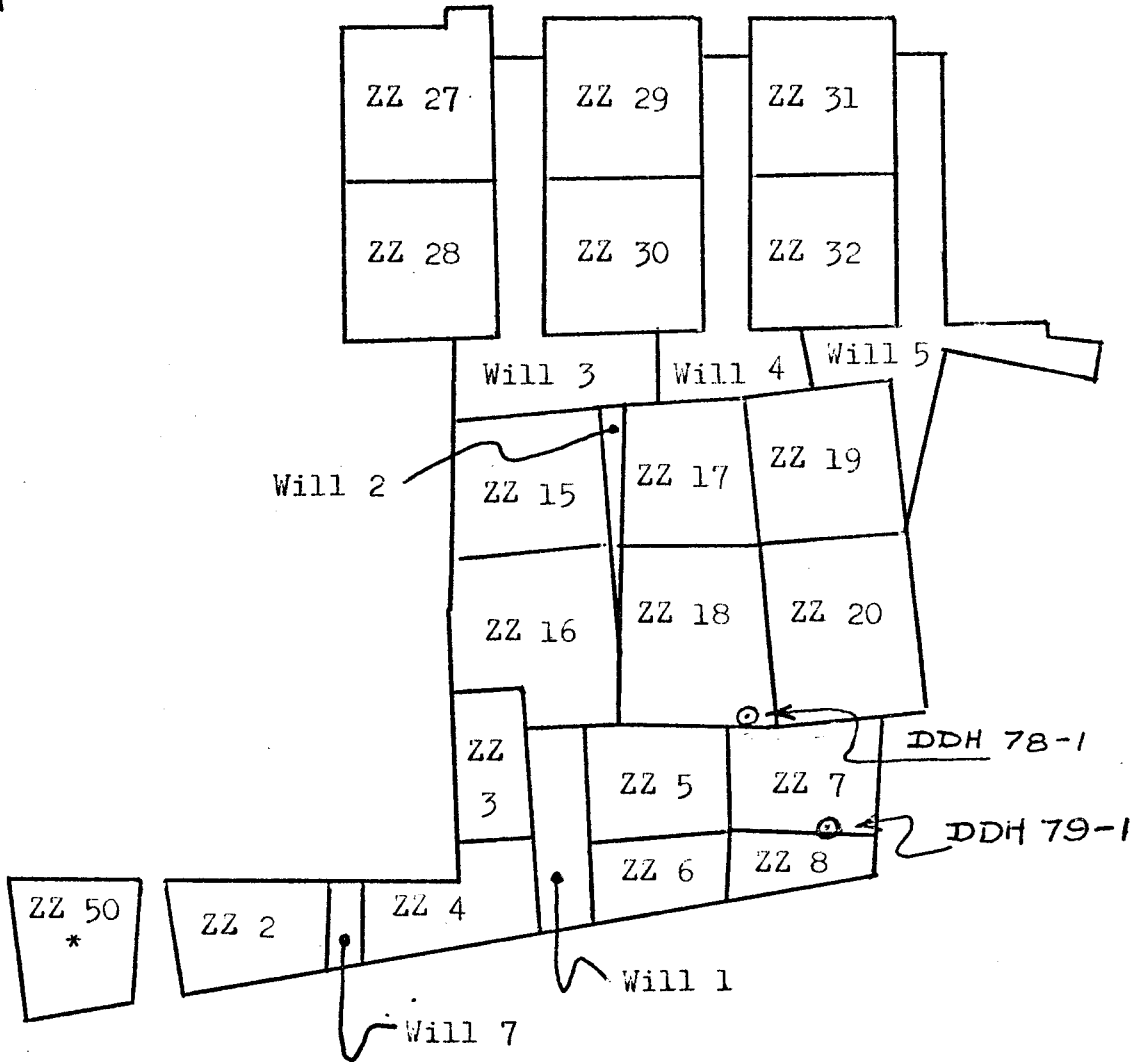 ZZ 27
ZZ 29
ZZ 31
ZZ 28
ZZ 30
ZZ 32
Will 3
Will 4
Will 5
Will 2
ZZ 15
ZZ 17
ZZ 19
ZZ 16
ZZ 18
ZZ 20
DDH 78-1
ZZ
3
ZZ 5
ZZ 7
DDH 79-1
ZZ 6
ZZ 8
ZZ 50
*
ZZ 2
ZZ 4
Will 1
Will 7